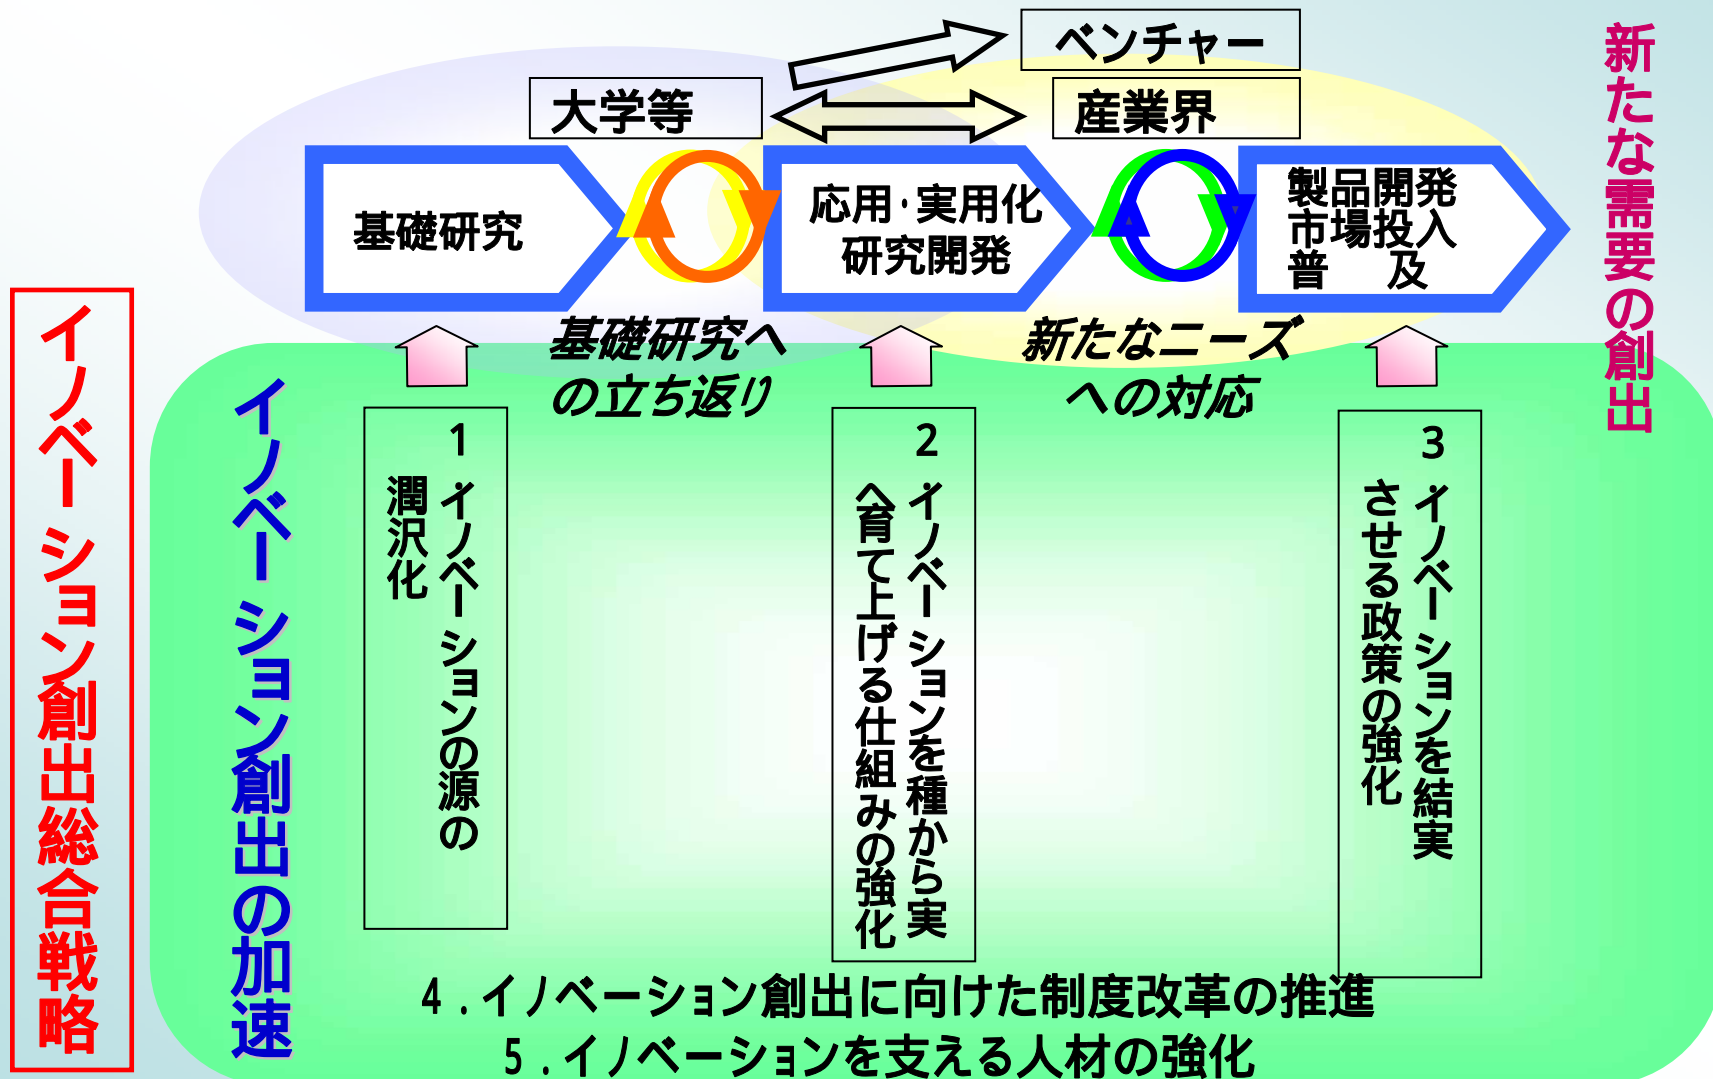 ベンチャー
大学等
産業界
基礎研究
応用・実用化
研究開発
製品開発
市場投入
普　及
新たな需要の創出
基礎研究へ
の立ち返り
新たなニーズ
への対応
イノベーション創出総合戦略
イノベーション創出の加速
1 イノベーションの源の
潤沢化
2 イノベーションを種から実
へ育て上げる仕組みの強化
3 イノベーションを結実
させる政策の強化
4．イノベーション創出に向けた制度改革の推進
5．イノベーションを支える人材の強化